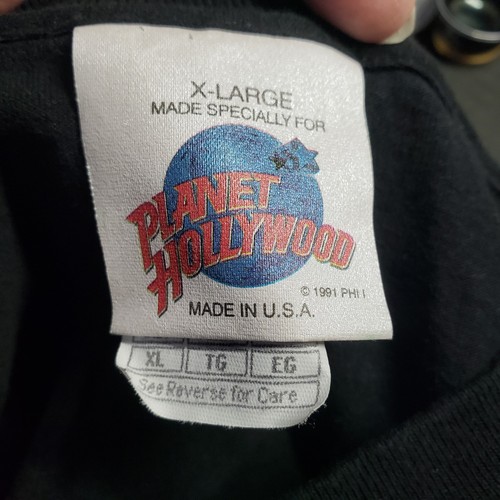 X-LARGE
MADE SPECIALLY FOR
PLANET
HOLLYWOOD
© 1991 PHI I
MADE IN U.S.A.
XL TG EG
See Reverse for Care